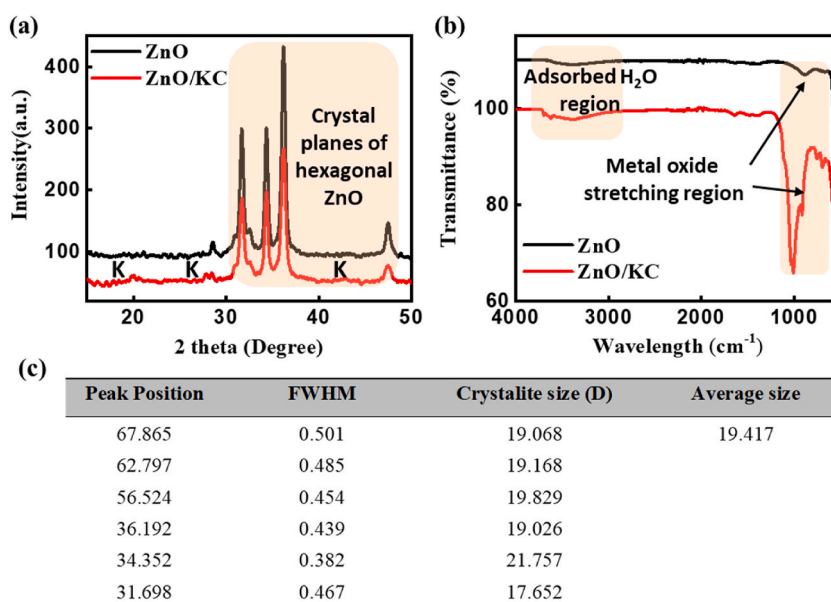 (a)
ZnO
ZnO/KC
Crystal
planes of
hexagonal
ZnO
K K K
Intensity(a.u.)
400
300
200
100
20 30 40 50
2 theta (Degree)
(b)
Adsorbed H₂O
region
Metal oxide
stretching region
ZnO
ZnO/KC
Transmittance (%)
120
100
80
60
4000 3000 2000 1000
Wavelength (cm⁻¹)
(c)
Peak Position FWHM Crystalite size (D) Average size
67.865 0.501 19.068 19.417
62.797 0.485 19.168
56.524 0.454 19.829
36.192 0.439 19.026
34.352 0.382 21.757
31.698 0.467 17.652